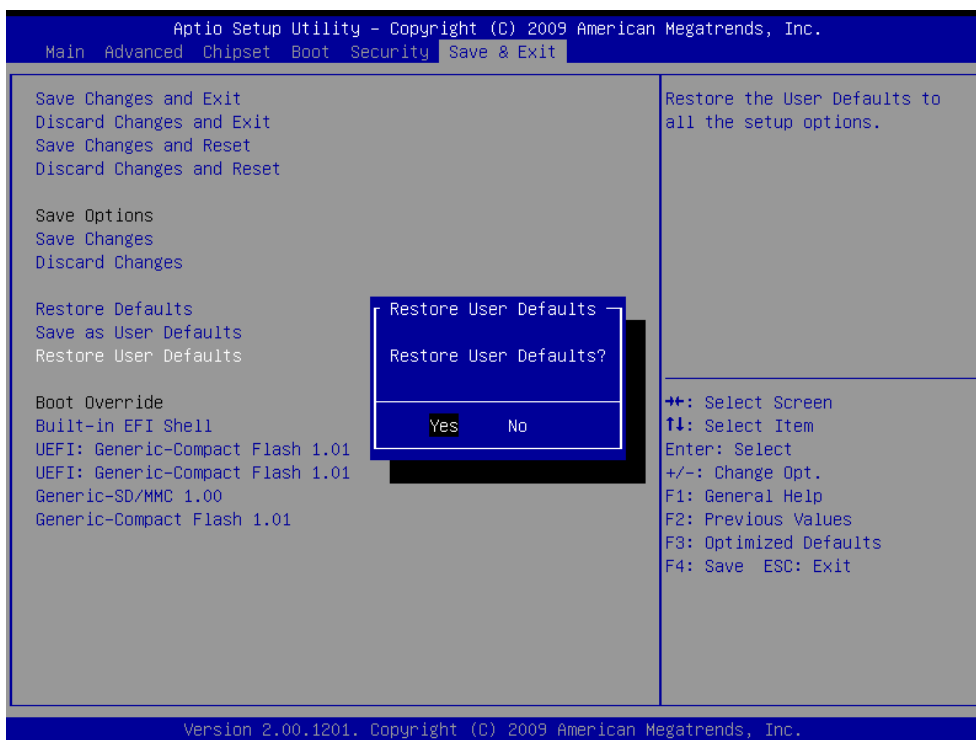 Aptio Setup Utility – Copyright (C) 2009 American Megatrends, Inc.
Main Advanced Chipset Boot Security Save & Exit
Save Changes and Exit
Discard Changes and Exit
Save Changes and Reset
Discard Changes and Reset
Save Options
Save Changes
Discard Changes
Restore Defaults
Save as User Defaults
Restore User Defaults
Boot Override
Built-in EFI Shell
UEFI: Generic-Compact Flash 1.01
UEFI: Generic-Compact Flash 1.01
Generic-SD/MMC 1.00
Generic-Compact Flash 1.01
Restore User Defaults
Restore User Defaults?
Yes No
Restore the User Defaults to
all the setup options.
→←: Select Screen
↑↓: Select Item
Enter: Select
+/-: Change Opt.
F1: General Help
F2: Previous Values
F3: Optimized Defaults
F4: Save ESC: Exit
Version 2.00.1201. Copyright (C) 2009 American Megatrends, Inc.